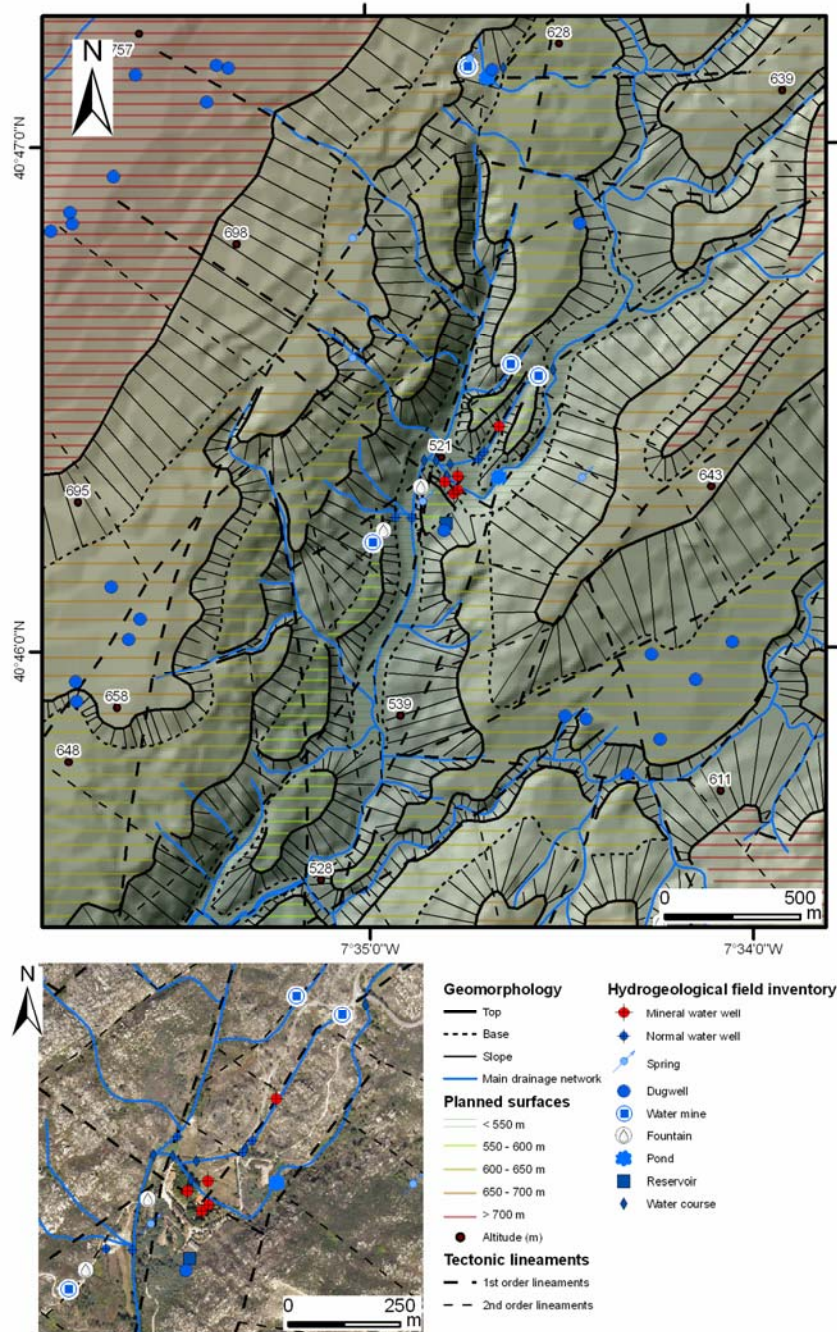 N
757
628
639
40°47'0"N
698
521
695
643
40°46'0"N
658
539
648
611
528
500
0
m
7°35'0"W
7°34'0"W
N
0
250
m
Geomorphology
Top
Base
Slope
Main drainage network
Planned surfaces
< 550 m
550 - 600 m
600 - 650 m
650 - 700 m
> 700 m
Altitude (m)
Tectonic lineaments
1st order lineaments
2nd order lineaments
Hydrogeological field inventory
Mineral water well
Normal water well
Spring
Dugwell
Water mine
Fountain
Pond
Reservoir
Water course